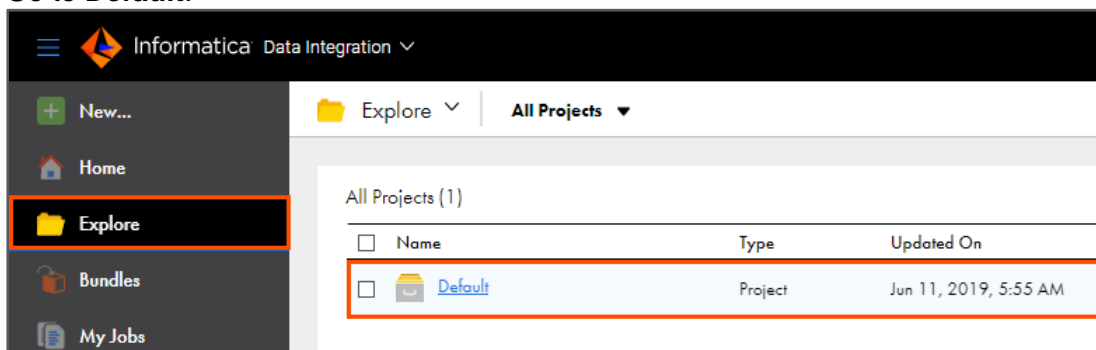 Go to Default.
Informatica Data Integration
New...
Explore
All Projects
Home
All Projects (1)
Explore
Name Type Updated On
Bundles
Default Project Jun 11, 2019, 5:55 AM
My Jobs